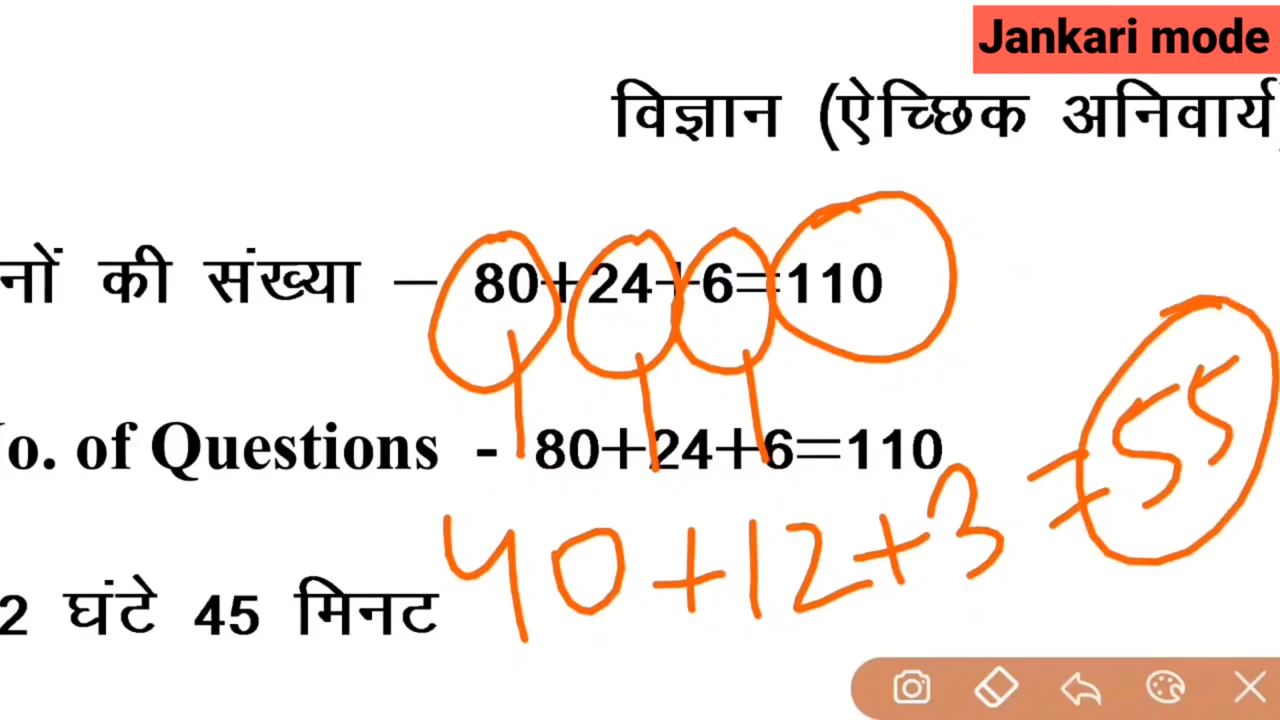 Jankari mode
विज्ञान (ऐच्छिक अनिवार्य)
नों की संख्या – 80+24+6=110
No. of Questions - 80+24+6=110
40+12+3 = 55
2 घंटे 45 मिनट